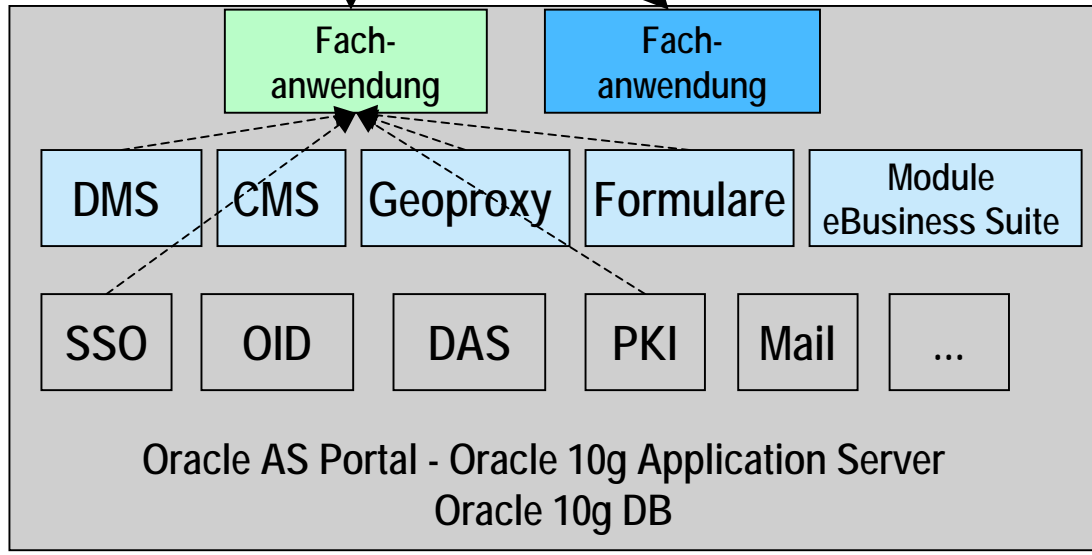 Fach-
anwendung
Fach-
anwendung
DMS
CMS
Geoproxy
Formulare
Module
eBusiness Suite
SSO
OID
DAS
PKI
Mail
...
Oracle AS Portal - Oracle 10g Application Server
Oracle 10g DB